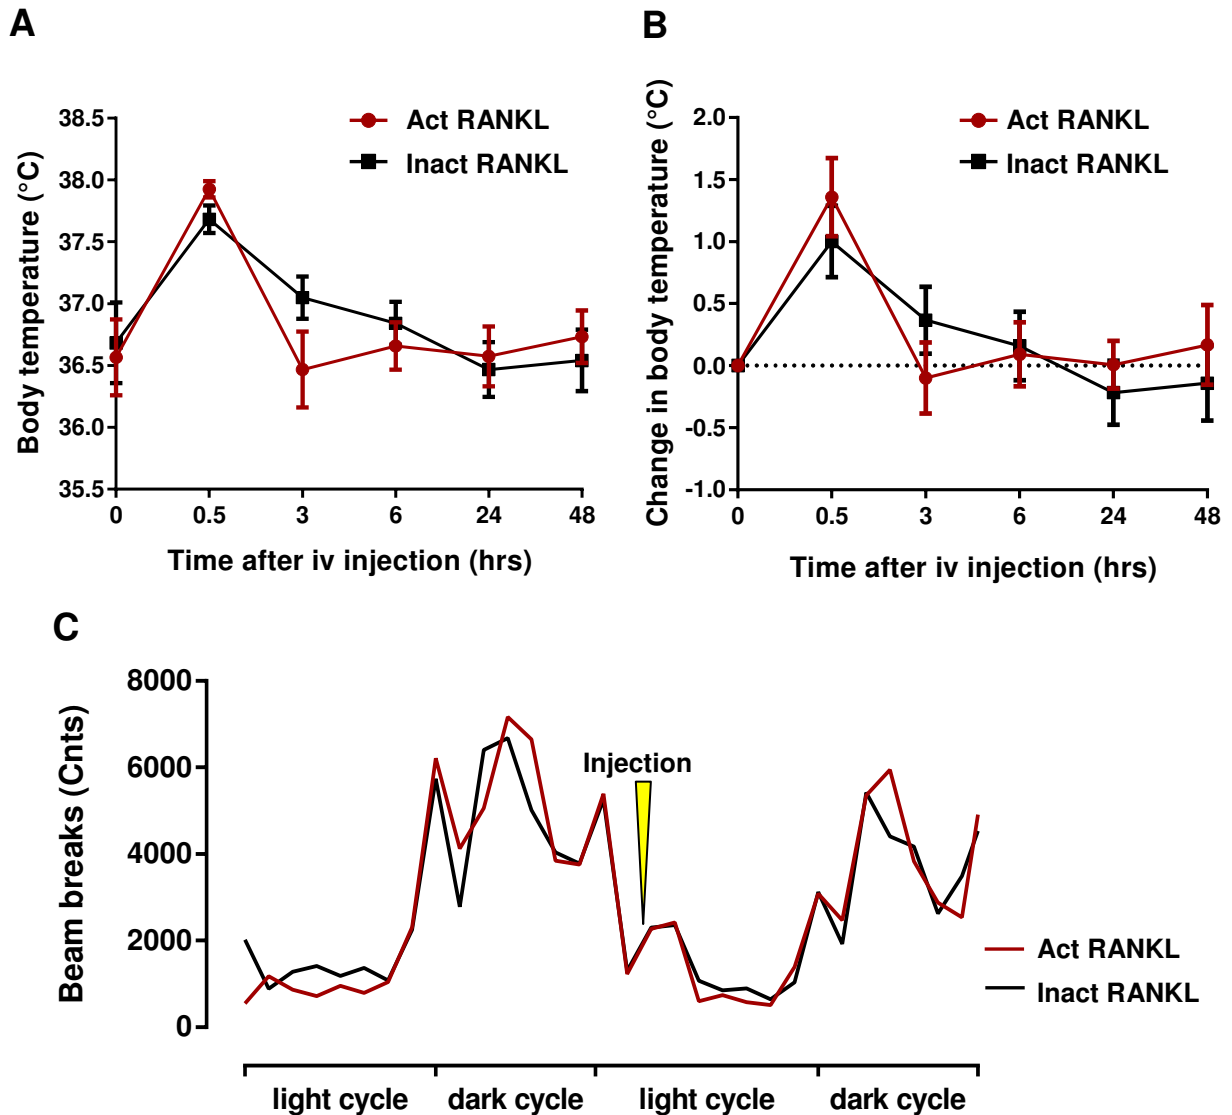 A
B
Body temperature (°C)
38.5
38.0
37.5
37.0
36.5
36.0
35.5
0
0.5
3
6
24
48
Time after iv injection (hrs)
Act RANKL
Inact RANKL
Change in body temperature (°C)
2.0
1.5
1.0
0.5
0.0
-0.5
-1.0
0
0.5
3
6
24
48
Time after iv injection (hrs)
Act RANKL
Inact RANKL
C
Beam breaks (Cnts)
8000
6000
4000
2000
0
Injection
Act RANKL
Inact RANKL
light cycle
dark cycle
light cycle
dark cycle